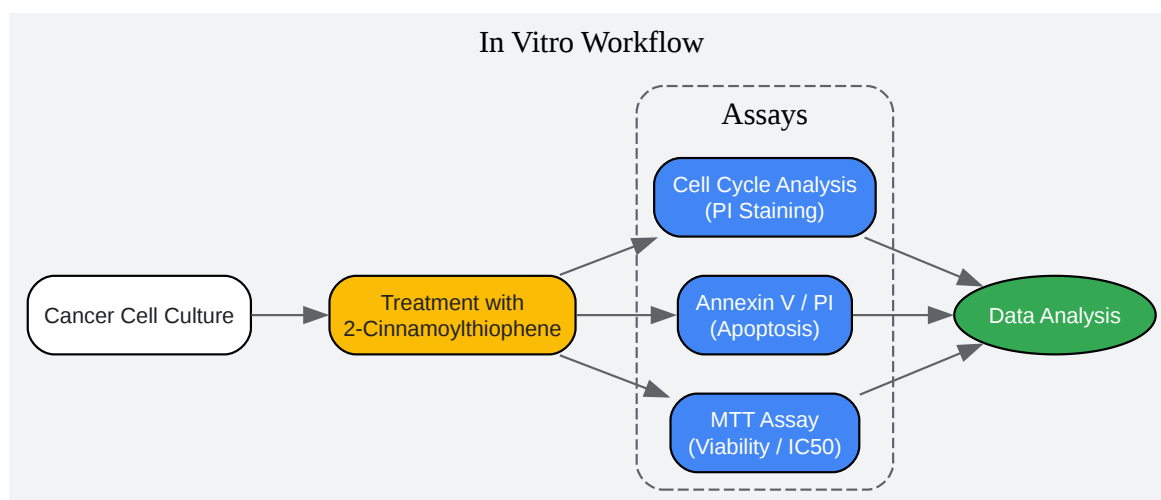 In Vitro Workflow
Assays
Cell Cycle Analysis
(PI Staining)
Cancer Cell Culture
Treatment with
2-Cinnamoylthiophene
Annexin V / PI
(Apoptosis)
Data Analysis
MTT Assay
(Viability / IC50)